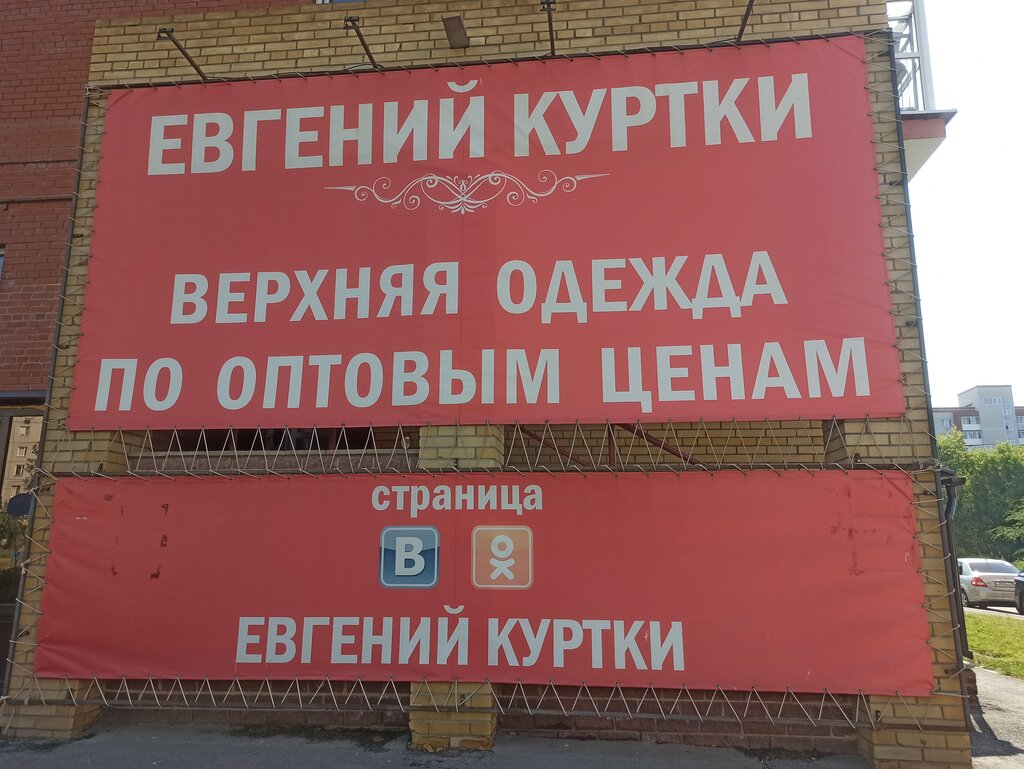 ЕВГЕНИЙ КУРТКИ
ВЕРХНЯЯ ОДЕЖДА
ПО ОПТОВЫМ ЦЕНАМ
страница
В
ЕВГЕНИЙ КУРТКИ